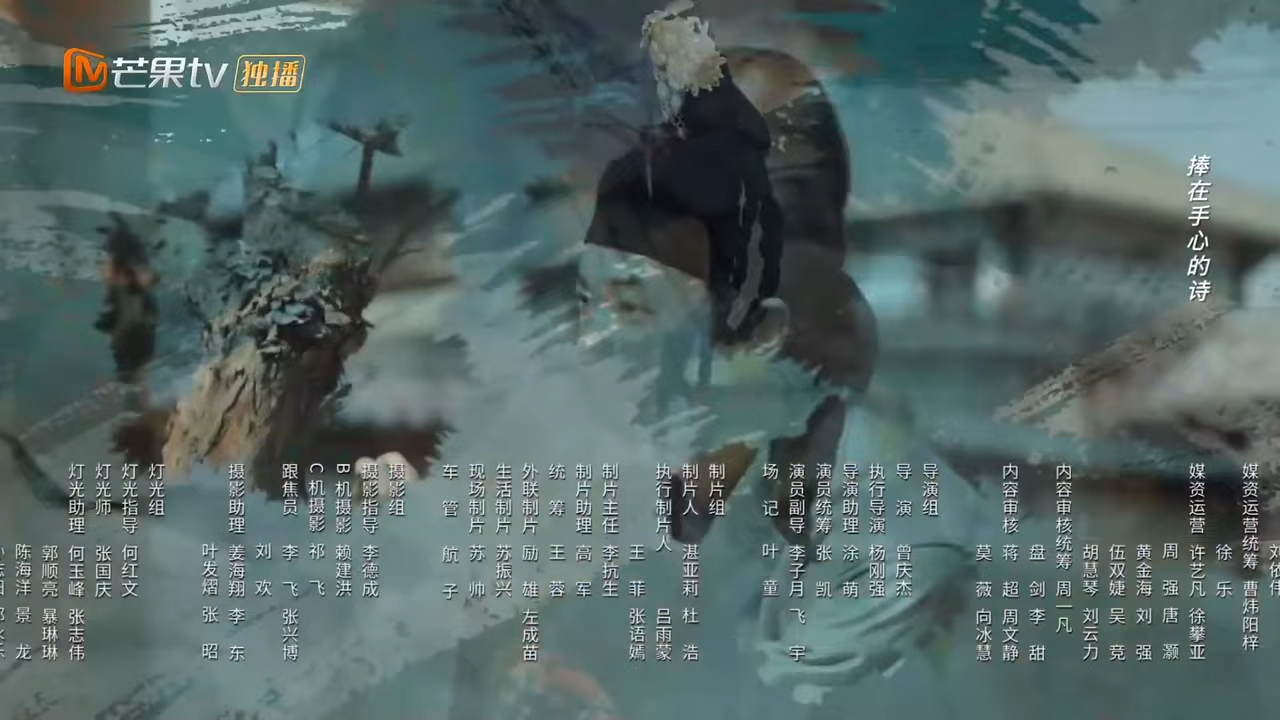 芒果tv 独播
捧在手心的诗
媒资运营统筹 曹炜阳梓
徐乐
媒资运营 许艺凡 徐攀亚
周强 唐灏
黄金海 刘强
伍双婕 吴竞
胡慧琴 刘云力
内容审核统筹 周一凡
盘剑 李甜
内容审核 蒋超 周文静
莫薇 向冰慧
导演组
导演 曾庆杰
执行导演 杨刚强
导演助理 涂萌
演员统筹 张凯
演员副导 李子月 飞宇
场记 叶童
制片组
制片人 湛亚莉 杜浩
执行制片人 吕雨蒙
王菲 张语嫣
制片主任 李抗生
制片助理 高军
统筹 王蓉
外联制片 励雄 左成苗
生活制片 苏振兴
现场制片 苏帅
车管 航子
摄影组
摄影指导 李德成
B机摄影 赖建洪
C机摄影 祁飞
跟焦员 李飞 张兴博
刘欢
摄影助理 姜海翔 李东
叶发熠 张昭
灯光组
灯光指导 何红文
灯光师 张国庆
灯光助理 何玉峰 张志伟
郭顺亮 暴琳琳
陈海洋 景龙